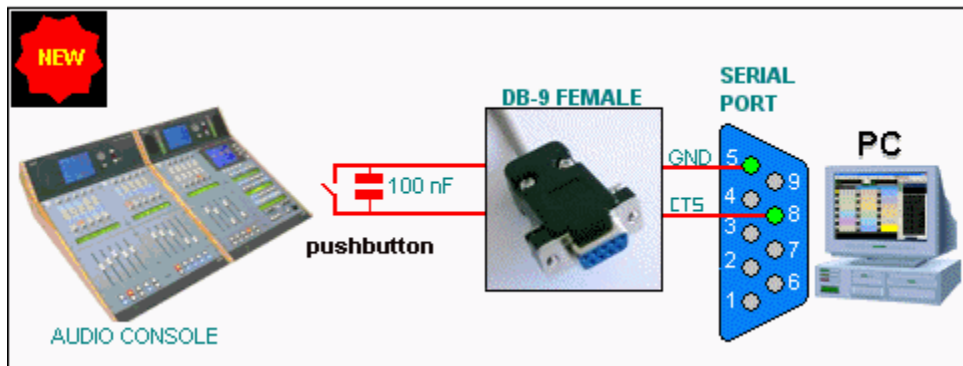 NEW
AUDIO CONSOLE
100 nF
pushbutton
DB-9 FEMALE
GND
CTS
SERIAL
PORT
5
9
4
8
3
7
2
6
1
PC